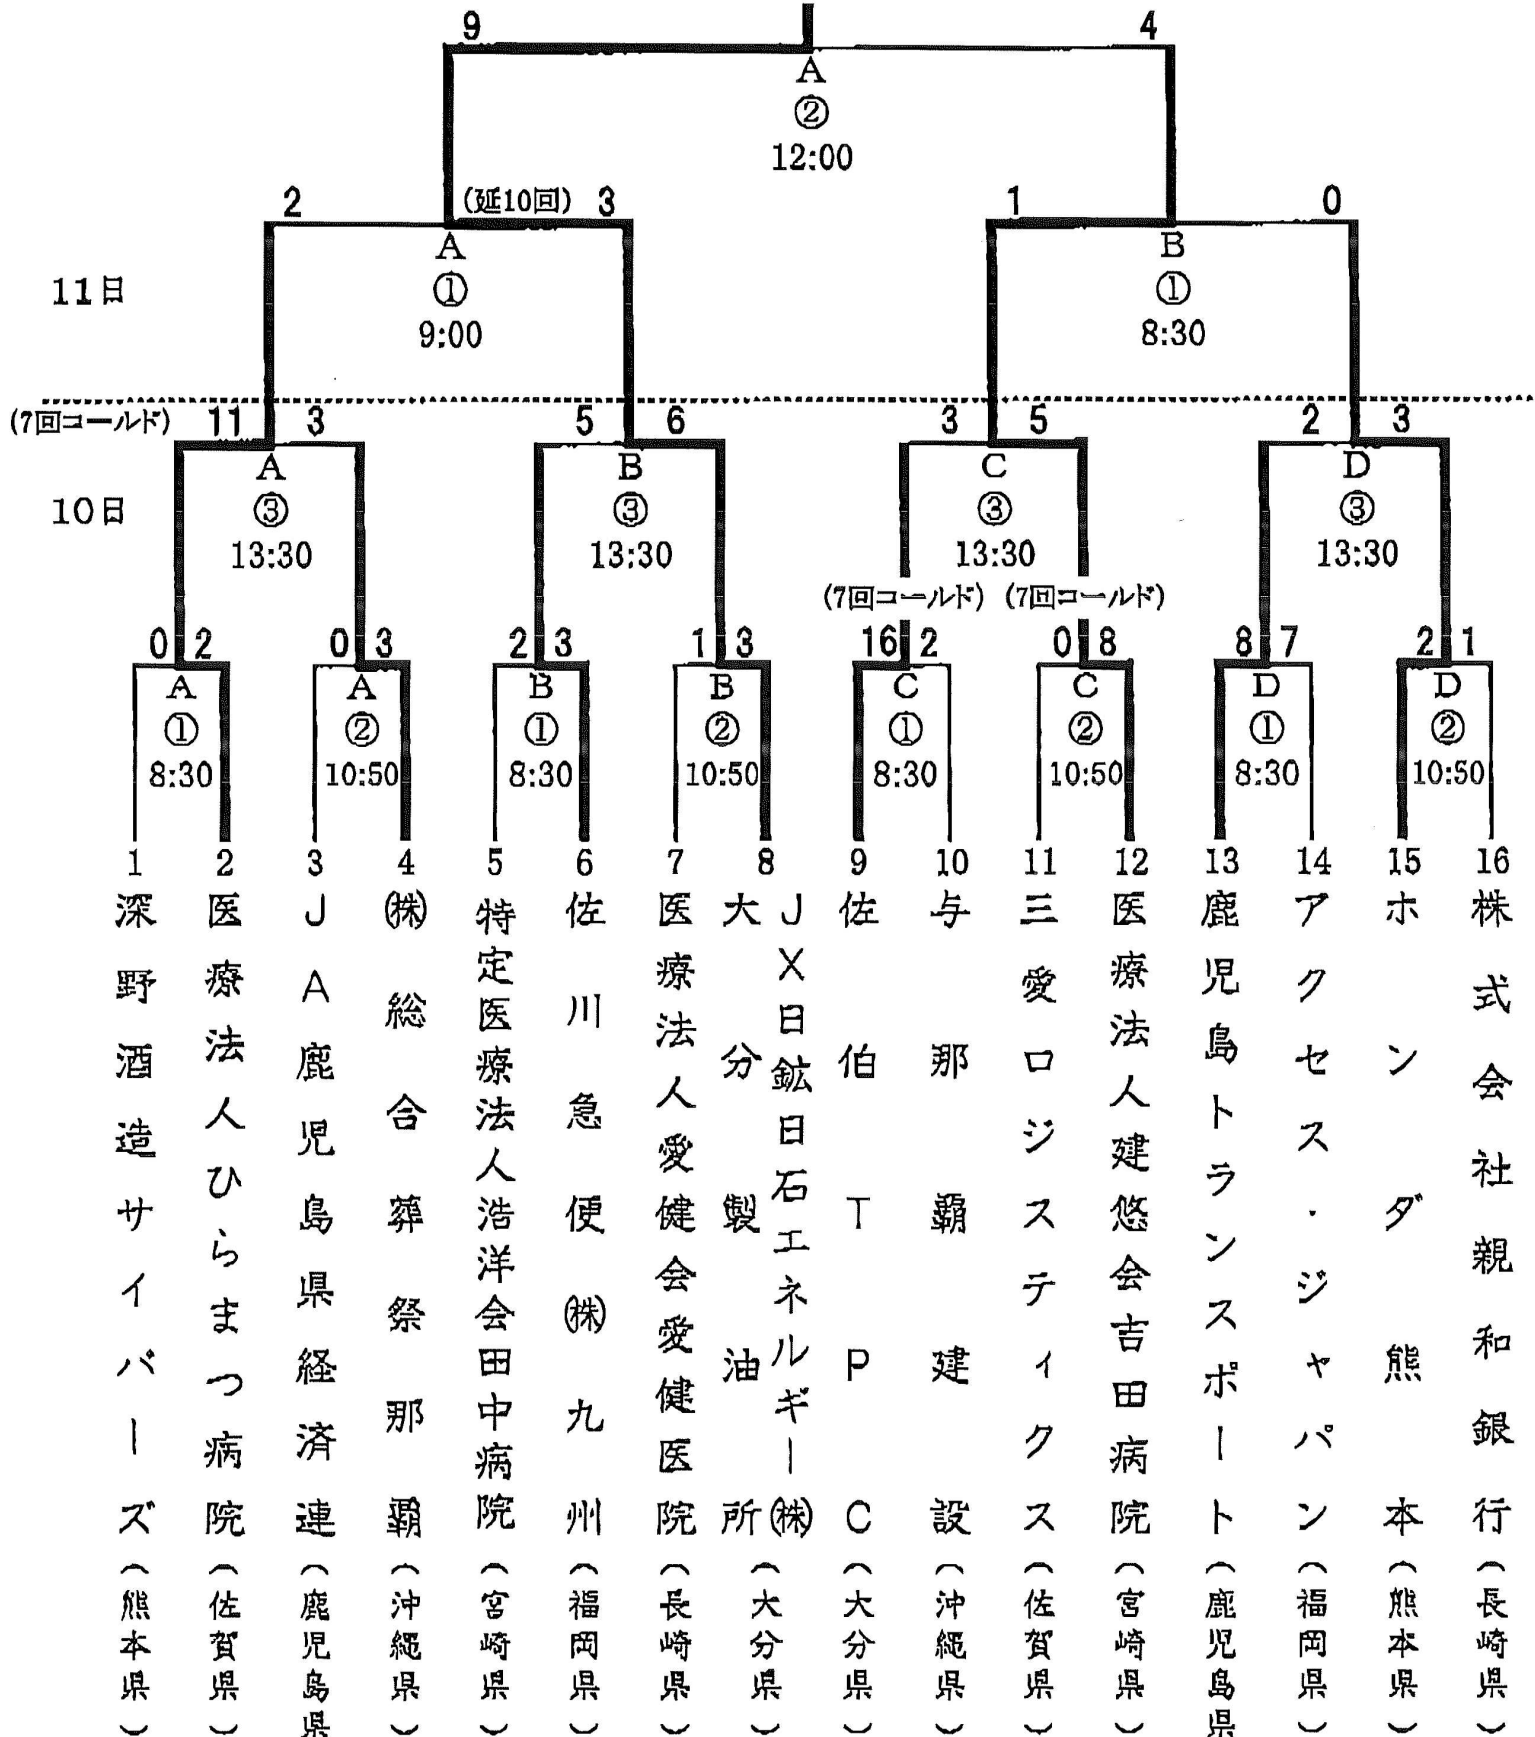 9 4
A
②
12:00
2 (延10回) 3 1 0
A B
11日 ① ①
9:00 8:30
(7回コールド) 11 3 5 6 3 5 2 3
A B C D
10日 ③ ③ ③ ③
13:30 13:30 13:30 13:30
(7回コールド) (7回コールド)
0 2 0 3 2 3 1 3 16 2 0 8 8 7 2 1
A A B B C C D D
① ② ① ② ① ② ① ②
8:30 10:50 8:30 10:50 8:30 10:50 8:30 10:50
1 2 3 4 5 6 7 8 9 10 11 12 13 14 15 16
深野酒造サイバーズ(熊本県)
医療法人ひらまつ病院(佐賀県)
JA鹿児島県経済連(鹿児島県
㈱総合葬祭那覇(沖縄県)
特定医療法人浩洋会田中病院(宮崎県)
佐川急便㈱九州(福岡県)
医療法人愛健会愛健医院(長崎県)
JX日鉱日石エネルギー㈱
大分製油所(大分県)
佐伯TPC(大分県)
与那覇建設(沖縄県)
三愛ロジスティクス(佐賀県)
医療法人建悠会吉田病院(宮崎県)
鹿児島トランスポート(鹿児島県
アクセス・ジャパン(福岡県)
ホンダ熊本(熊本県)
株式会社親和銀行(長崎県)